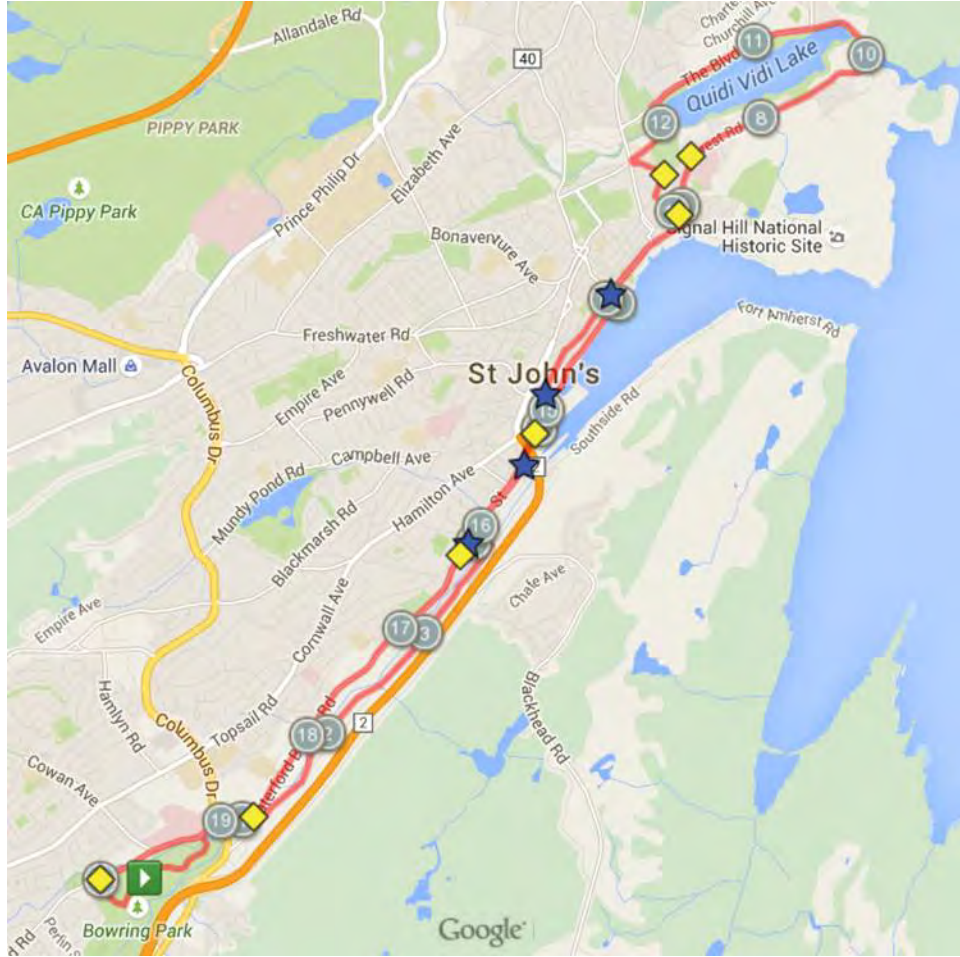 Allandale Rd
Churchill Ave
11
10
40
The Blvd
Quidi Vidi Lake
PIPPY PARK
Prince Philip Dr
Elizabeth Ave
12
8
CA Pippy Park
Bonaventure Ave
Signal Hill National
Historic Site
Freshwater Rd
Fort Amherst Rd
Avalon Mall
Columbus Dr
Empire Ave
Pennywell Rd
St John's
Southside Rd
15
Mundy Pond Rd
Campbell Ave
Hamilton Ave
St
Blackmarsh Rd
16
Chale Ave
Empire Ave
Cornwall Ave
17
3
Hamlyn Rd
Blackhead Rd
Topsail Rd
Rd
2
18
2
Columbus Dr
Cowan Ave
19
Bowring Park
Google